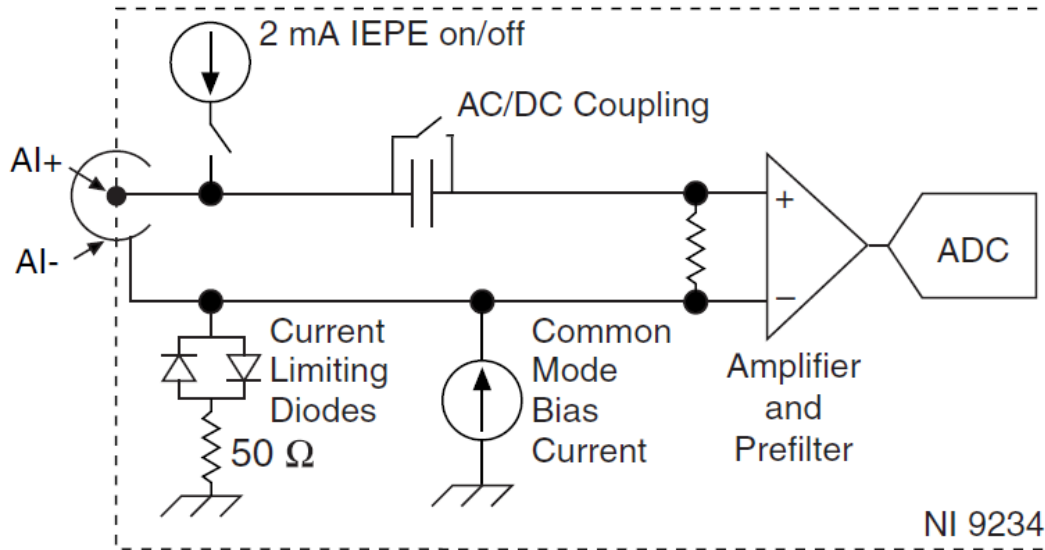 2 mA IEPE on/off
AC/DC Coupling
AI+
AI-
+
−
ADC
Current
Limiting
Diodes
50 Ω
Common
Mode
Bias
Current
Amplifier
and
Prefilter
NI 9234